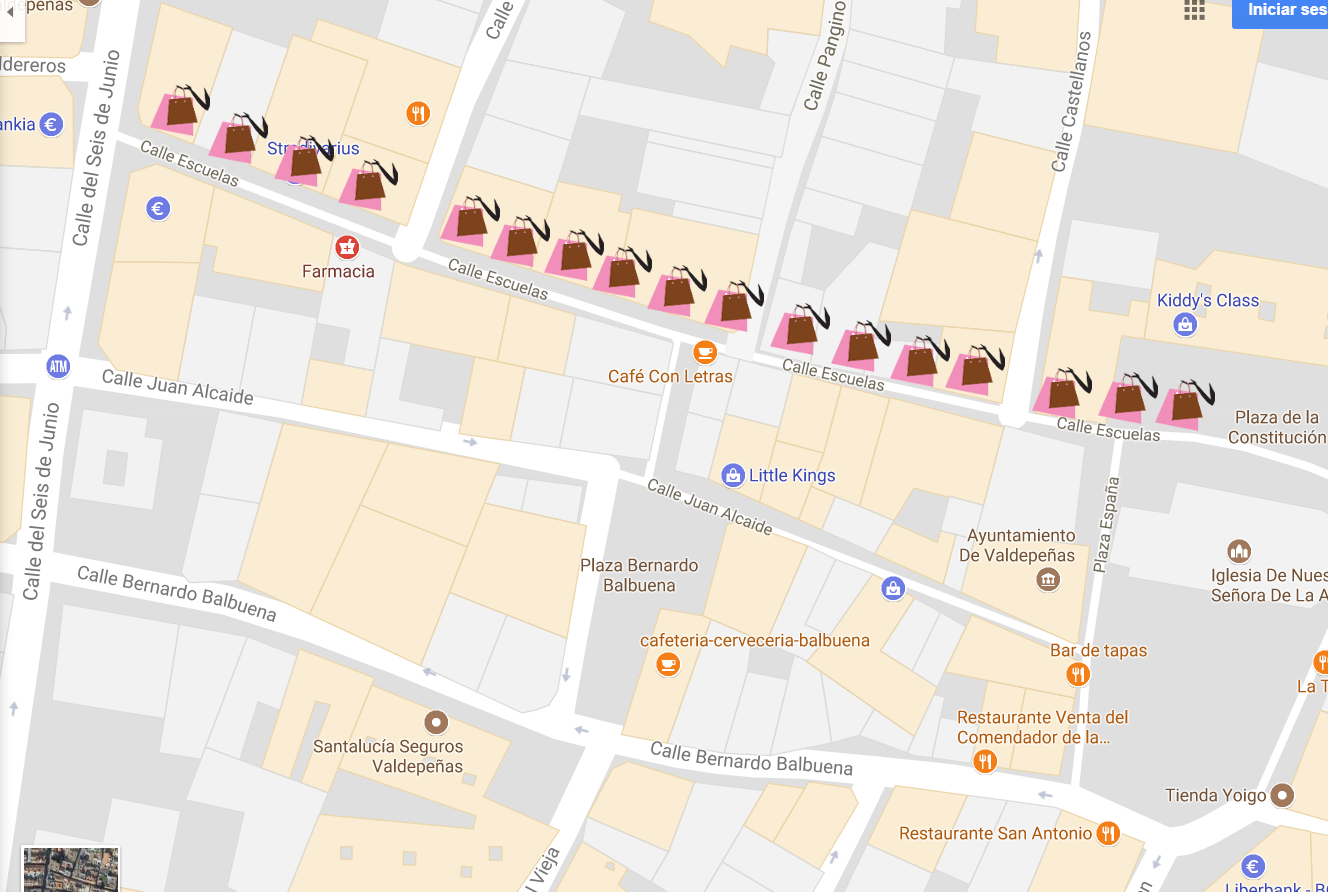 depeñas
Calle
Calle Pangino
Calle Castellanos
Iniciar ses
ldereros
ankia
€
Calle del Seis de Junio
Calle Escuelas
Stradivarius
€
Farmacia
Calle Escuelas
Kiddy's Class
Café Con Letras
Calle Escuelas
ATM
Calle Juan Alcaide
Calle Escuelas
Plaza de la
Constitución
Calle del Seis de Junio
Little Kings
Calle Juan Alcaide
Plaza España
Ayuntamiento
De Valdepeñas
Plaza Bernardo
Balbuena
Iglesia De Nues
Señora De La A
Calle Bernardo Balbuena
cafeteria-cerveceria-balbuena
Bar de tapas
La T
Restaurante Venta del
Comendador de la...
Santalucía Seguros
Valdepeñas
Calle Bernardo Balbuena
Tienda Yoigo
Restaurante San Antonio
l Vieja
€
Liberbank - B